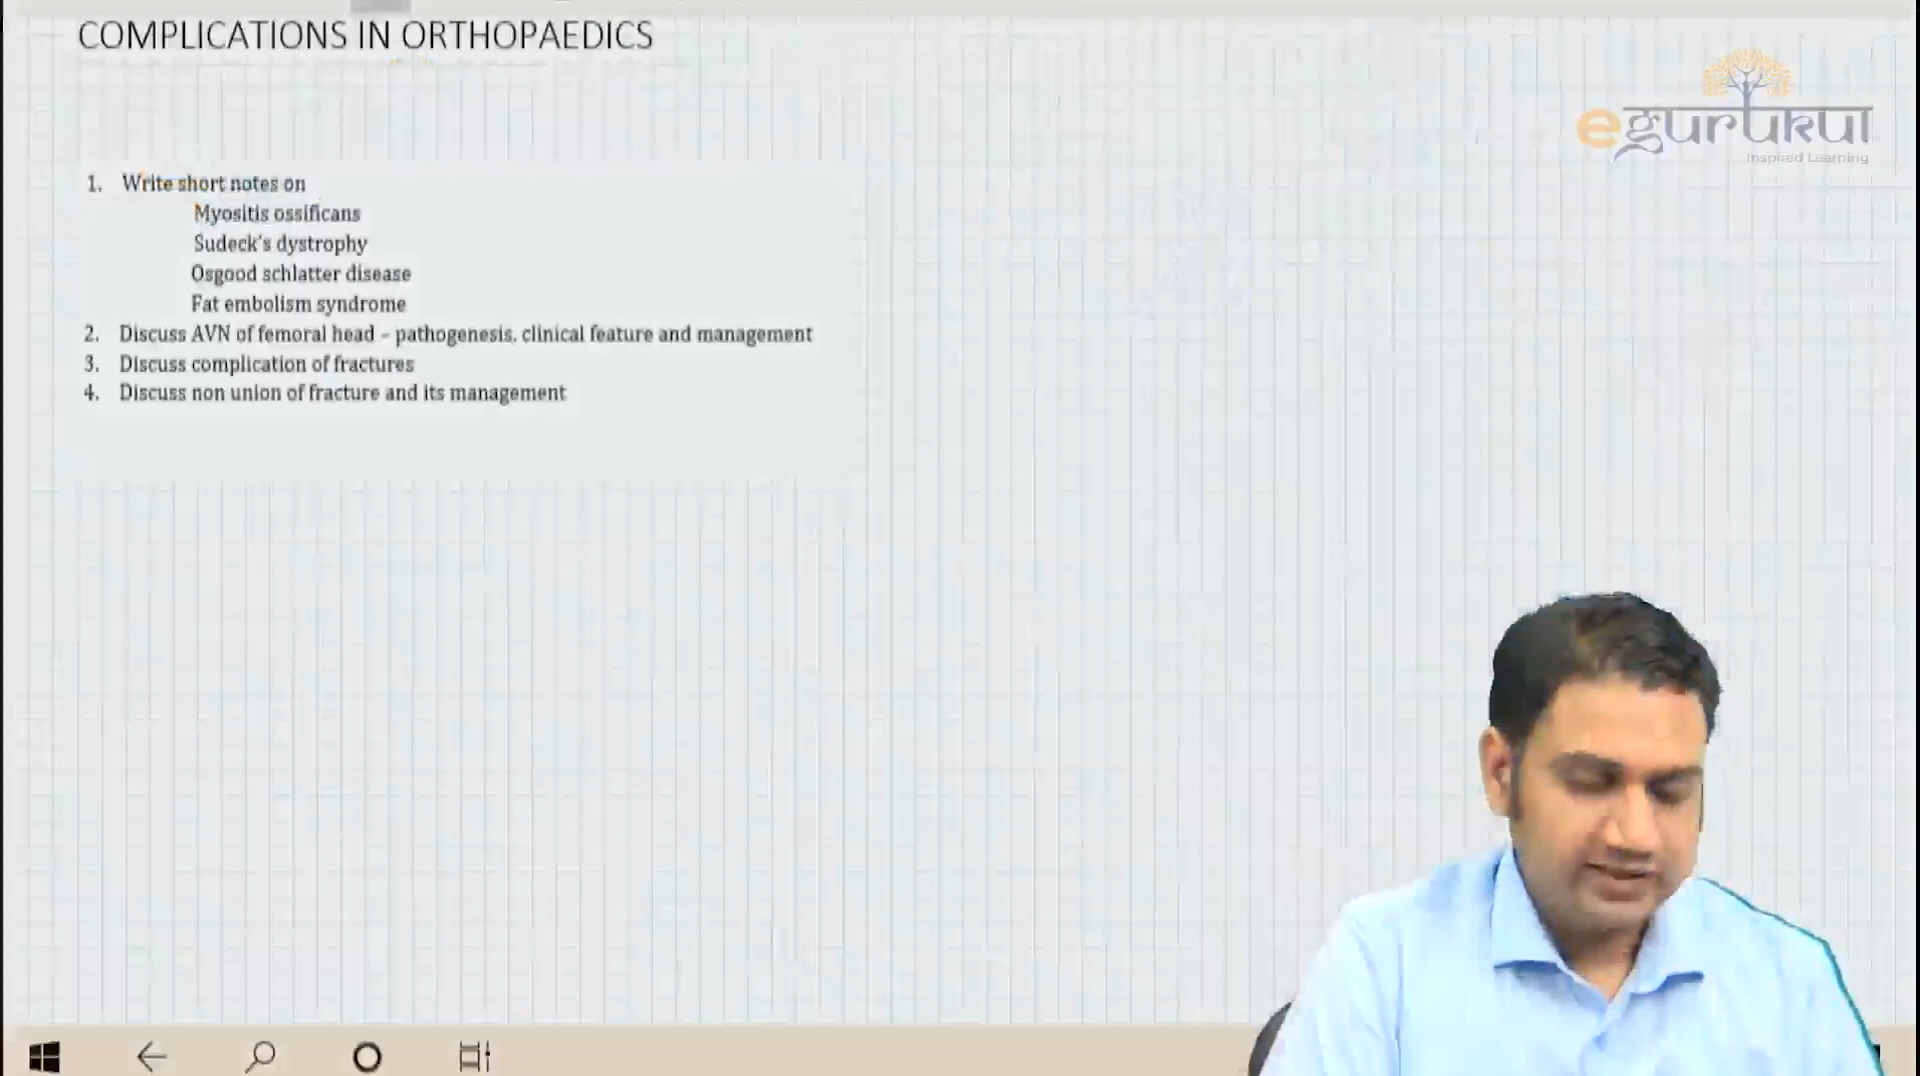 COMPLICATIONS IN ORTHOPAEDICS
egurukul
Inspired Learning
1. Write short notes on
Myositis ossificans
Sudeck's dystrophy
Osgood schlatter disease
Fat embolism syndrome
2. Discuss AVN of femoral head – pathogenesis, clinical feature and management
3. Discuss complication of fractures
4. Discuss non union of fracture and its management